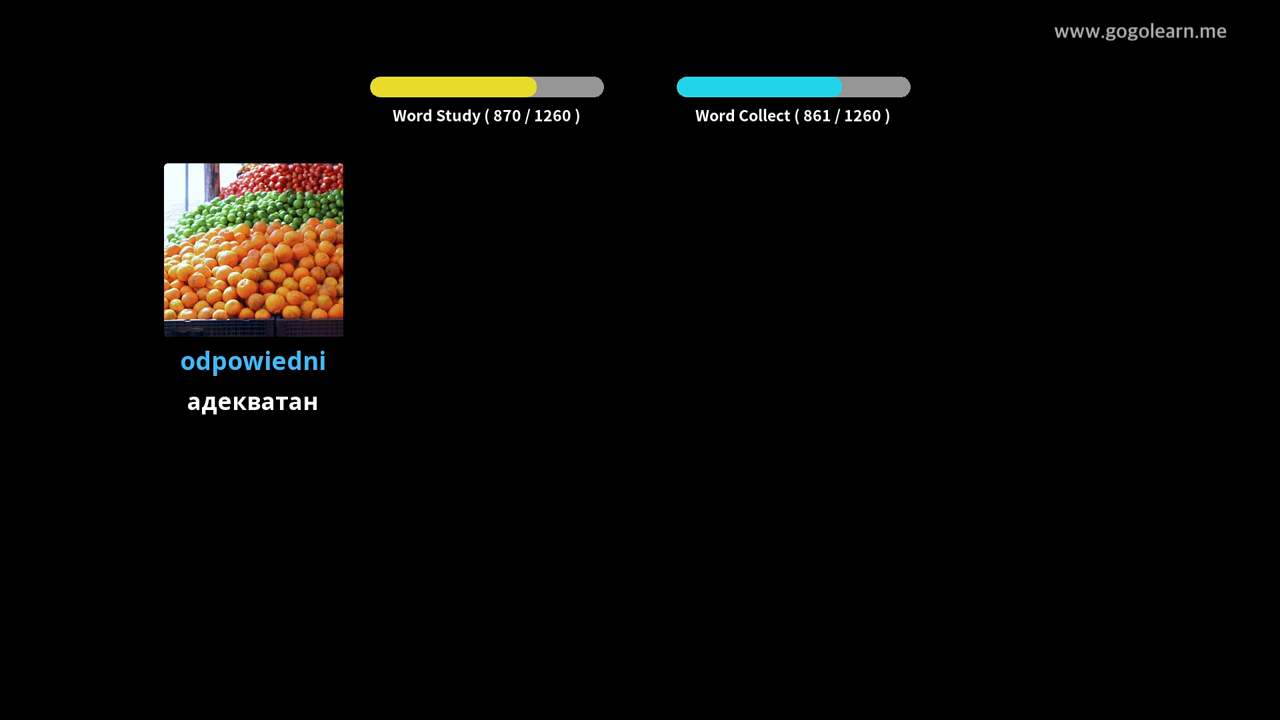 www.gogolearn.me
Word Study ( 870 / 1260 )
Word Collect ( 861 / 1260 )
odpowiedni
адекватан